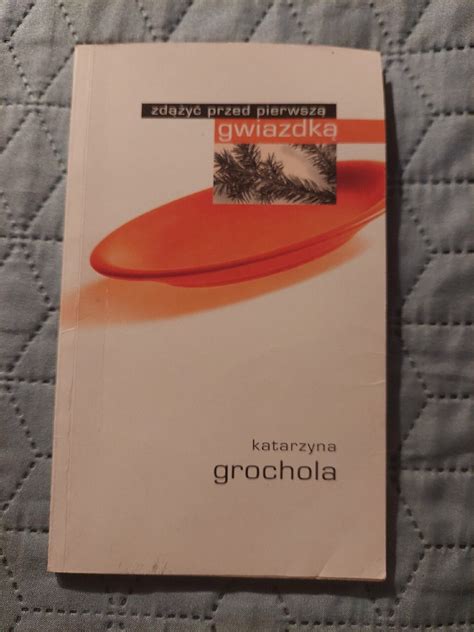 zdążyć przed pierwszą
gwiazdką
katarzyna
grochola